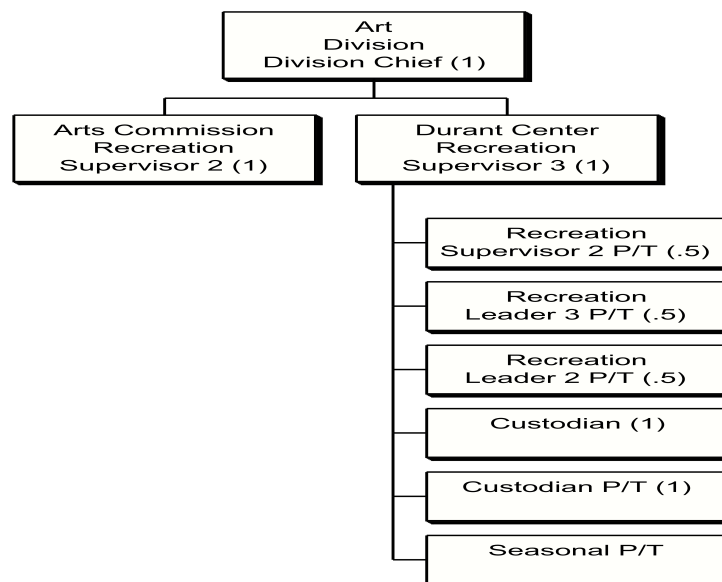 Art
Division
Division Chief (1)
Arts Commission
Recreation
Supervisor 2 (1)
Durant Center
Recreation
Supervisor 3 (1)
Recreation
Supervisor 2 P/T (.5)
Recreation
Leader 3 P/T (.5)
Recreation
Leader 2 P/T (.5)
Custodian (1)
Custodian P/T (1)
Seasonal P/T